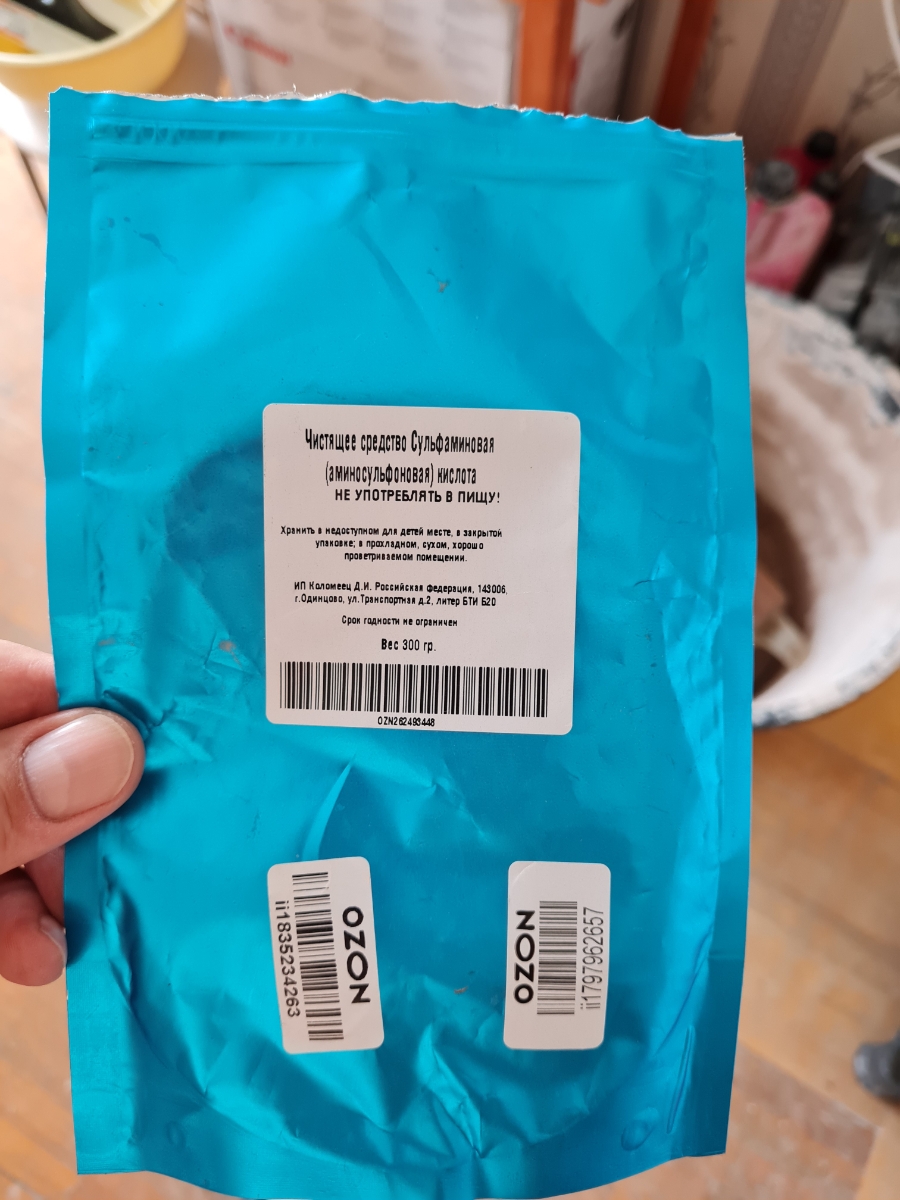 Чистящее средство Сульфаминовая
(аминосульфоновая) кислота
НЕ УПОТРЕБЛЯТЬ В ПИЩУ!
Хранить в недоступном для детей месте, в закрытой
упаковке; в прохладном, сухом, хорошо
проветриваемом помещении.
ИП Коломеец Д.И. Российская федерация, 143006,
г.Одинцово, ул.Транспортная д.2, литер БТИ Б20
Срок годности не ограничен
Вес 300 гр.
OZN262493448
OZON
ii1835234263
OZON
ii1797962657